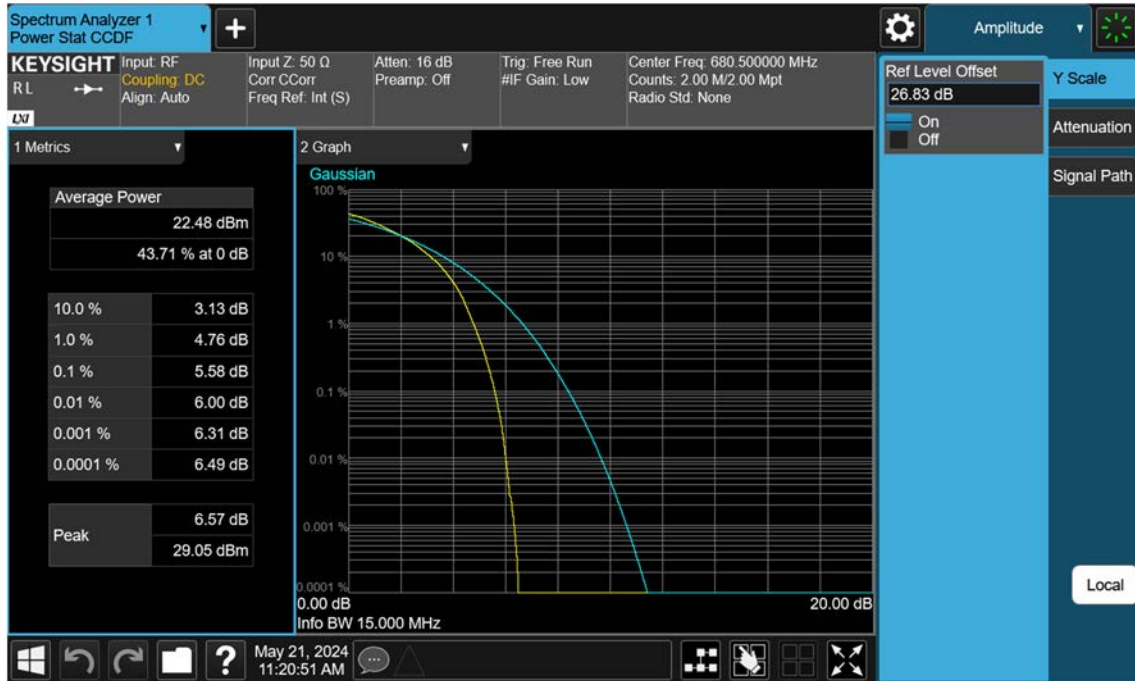 Spectrum Analyzer 1
Power Stat CCDF
+
Amplitude
KEYSIGHT
R L
LXI
Input: RF
Coupling: DC
Align: Auto
Input Z: 50 Ω
Corr CCorr
Freq Ref: Int (S)
Atten: 16 dB
Preamp: Off
Trig: Free Run
#IF Gain: Low
Center Freq: 680.500000 MHz
Counts: 2.00 M/2.00 Mpt
Radio Std: None
Ref Level Offset
26.83 dB
On
Off
Y Scale
Attenuation
Signal Path
1 Metrics
Average Power
22.48 dBm
43.71 % at 0 dB
10.0 % 3.13 dB
1.0 % 4.76 dB
0.1 % 5.58 dB
0.01 % 6.00 dB
0.001 % 6.31 dB
0.0001 % 6.49 dB
Peak
6.57 dB
29.05 dBm
2 Graph
Gaussian
100 %
10 %
1 %
0.1 %
0.01 %
0.001 %
0.0001 %
0.00 dB 20.00 dB
Info BW 15.000 MHz
Local
?
May 21, 2024
11:20:51 AM